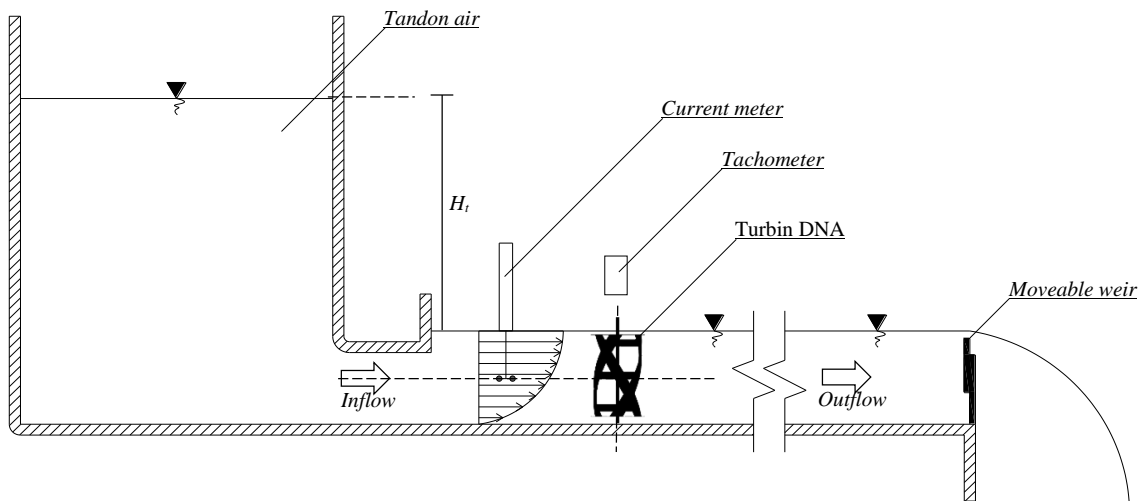 Tandon air
Current meter
Tachometer
H_t
Turbin DNA
Moveable weir
Inflow
Outflow